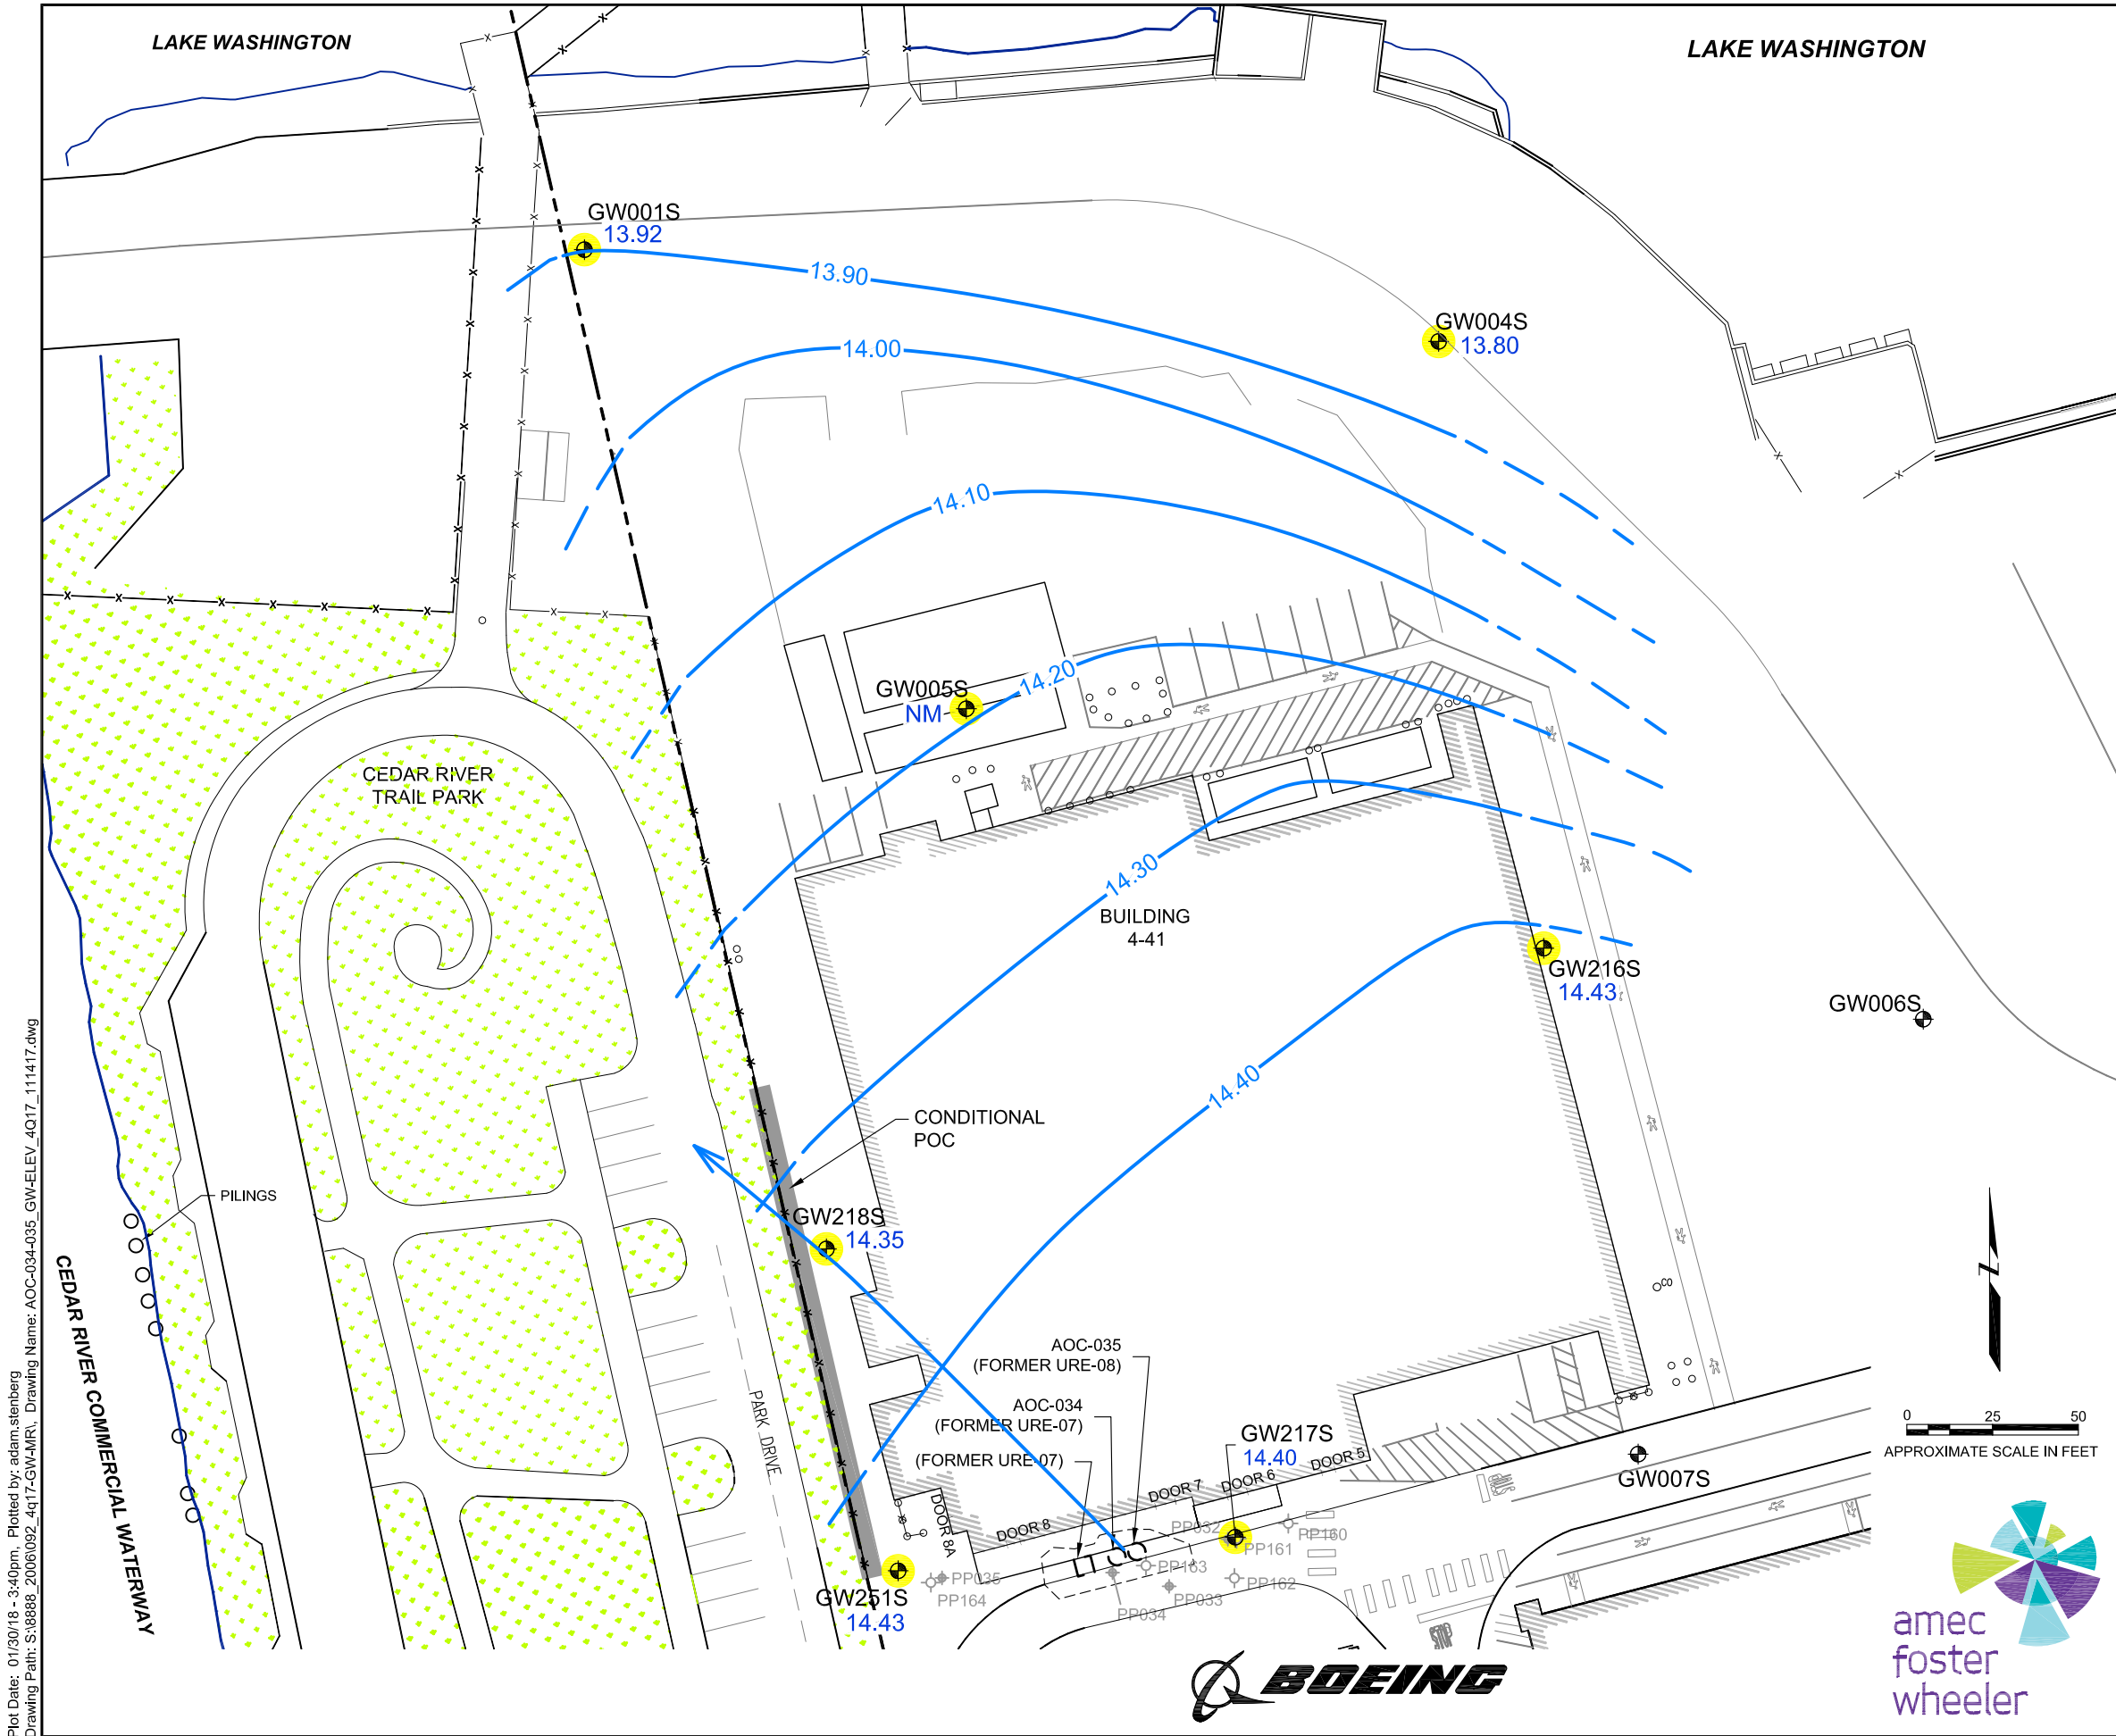 LAKE WASHINGTON
LAKE WASHINGTON
GW001S
13.92
13.90
GW004S
13.80
14.00
14.10
GW005S
NM
14.20
CEDAR RIVER
TRAIL PARK
14.30
BUILDING
4-41
GW216S
14.43
GW006S
14.40
CONDITIONAL
POC
PILINGS
GW218S
14.35
CEDAR RIVER COMMERCIAL WATERWAY
AOC-035
(FORMER URE-08)
AOC-034
(FORMER URE-07)
(FORMER URE-07)
PARK DRIVE
GW217S
14.40
DOOR 5
DOOR 6
DOOR 7
DOOR 8
DOOR 8A
GW007S
PP032
PP160
PP161
PP163
PP162
PP035
PP164
PP033
PP034
GW251S
14.43
STOP
Z
0 25 50
APPROXIMATE SCALE IN FEET
BOEING
amec
foster
wheeler
Plot Date: 01/30/18 - 3:40pm, Plotted by: adam.stenberg
Drawing Path: S:\8888_2006\092_4q17-GW-MR\, Drawing Name: AOC-034-035_GW-ELEV_4Q17_111417.dwg